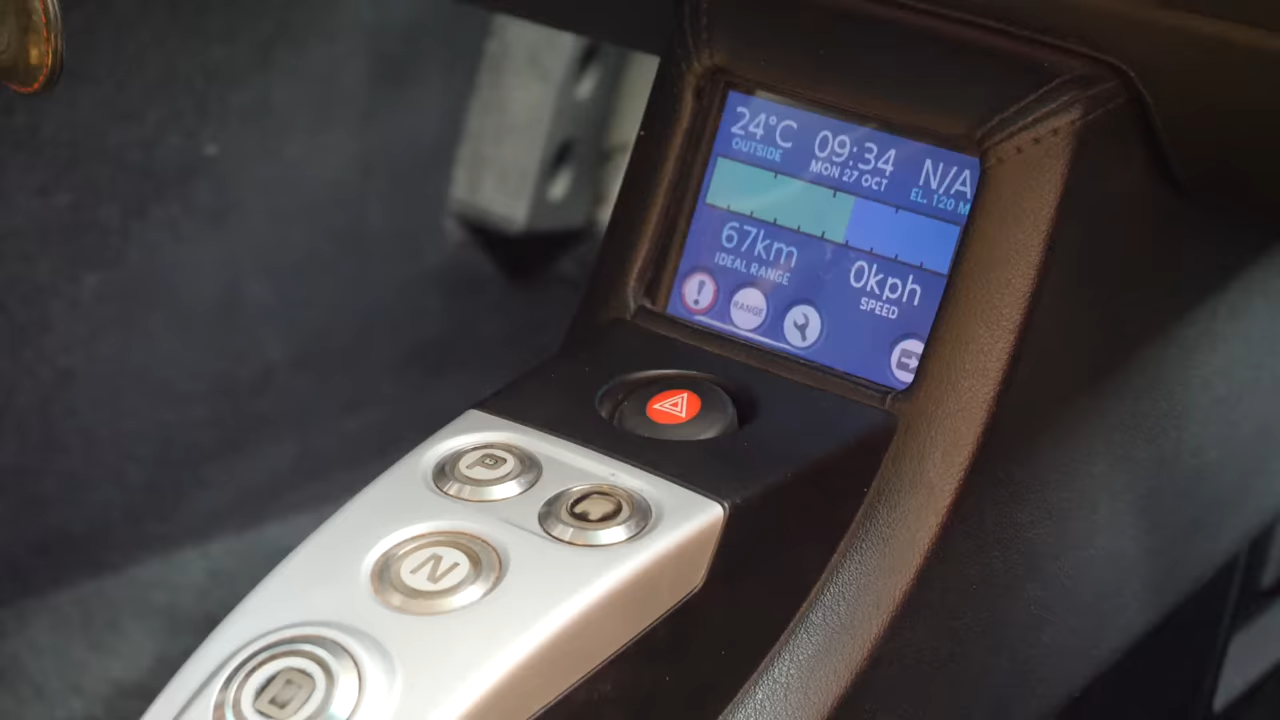 24°C 09:34 N/A
OUTSIDE MON 27 OCT EL. 120 M
67km 0kph
IDEAL RANGE SPEED
RANGE
P
N
D